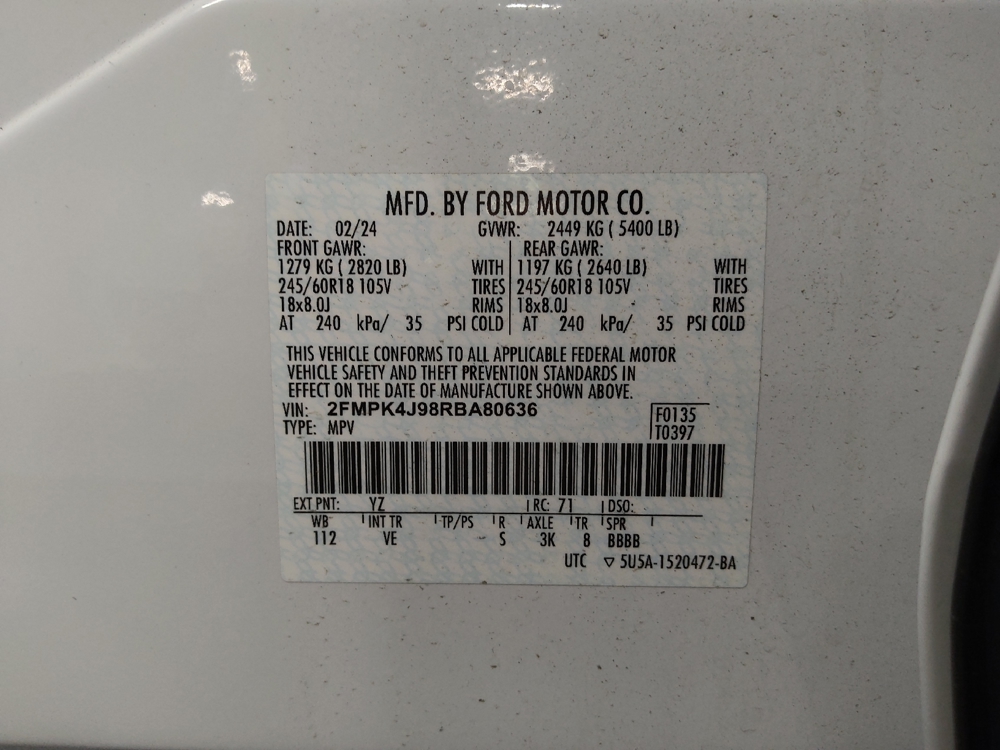 MFD. BY FORD MOTOR CO.
DATE: 02/24 GVWR: 2449 KG ( 5400 LB)
FRONT GAWR: REAR GAWR:
1279 KG ( 2820 LB) WITH 1197 KG ( 2640 LB) WITH
245/60R18 105V TIRES 245/60R18 105V TIRES
18x8.0J RIMS 18x8.0J RIMS
AT 240 kPa/ 35 PSI COLD AT 240 kPa/ 35 PSI COLD
THIS VEHICLE CONFORMS TO ALL APPLICABLE FEDERAL MOTOR
VEHICLE SAFETY AND THEFT PREVENTION STANDARDS IN
EFFECT ON THE DATE OF MANUFACTURE SHOWN ABOVE.
VIN: 2FMPK4J98RBA80636 F0135
TYPE: MPV T0397
EXT PNT: YZ RC: 71 DSO:
WB INT TR TP/PS R AXLE TR SPR
112 VE S 3K 8 BBBB
UTC ▽ 5U5A-1520472-BA